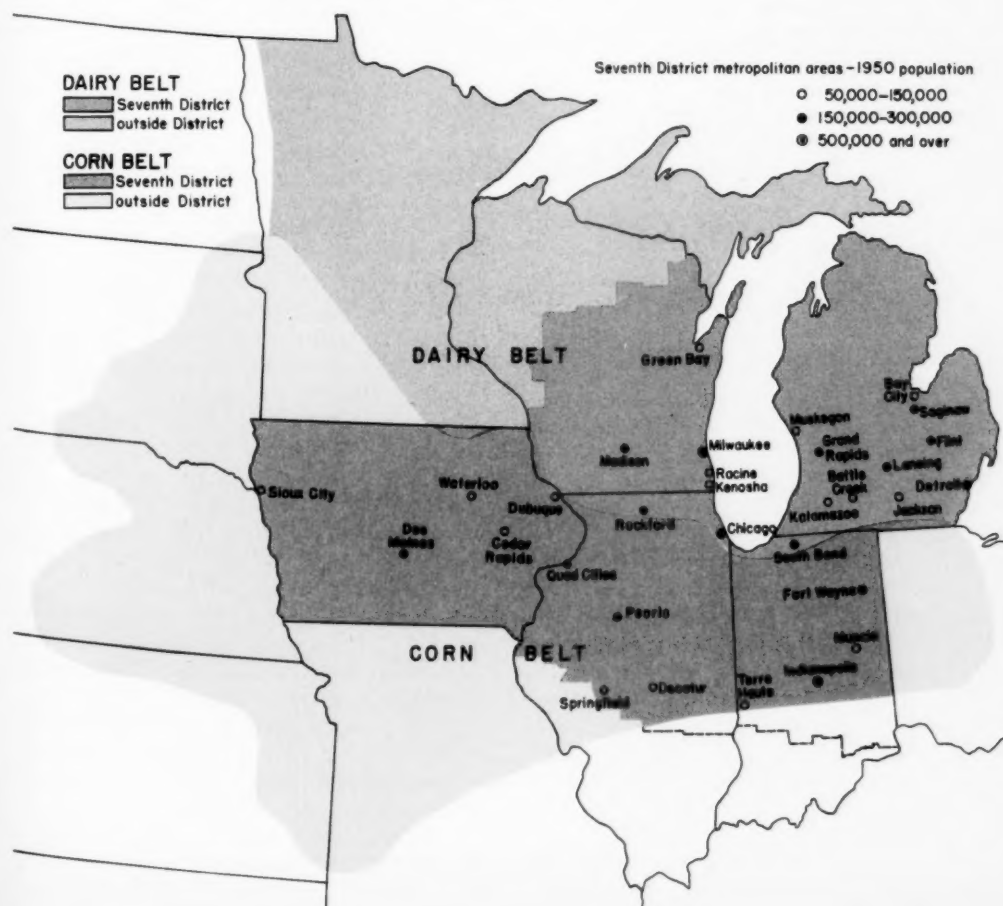 DAIRY BELT
Seventh District
outside District
CORN BELT
Seventh District
outside District
Seventh District metropolitan areas-1950 population
50,000-150,000
150,000-300,000
500,000 and over
DAIRY BELT
Green Bay
Bay
City
Saginaw
Muskegon
Grand
Rapids
Flint
Lansing
Battle
Creek
Detroit
Kalamazoo
Jackson
Madison
Milwaukee
Racine
Kenosha
Sioux City
Waterloo
Dubuque
Des
Moines
Cedar
Rapids
Rockford
Chicago
Quad Cities
South Bend
Fort Wayne
Peoria
Muncie
CORN BELT
Indianapolis
Springfield
Decatur
Terre
Haute